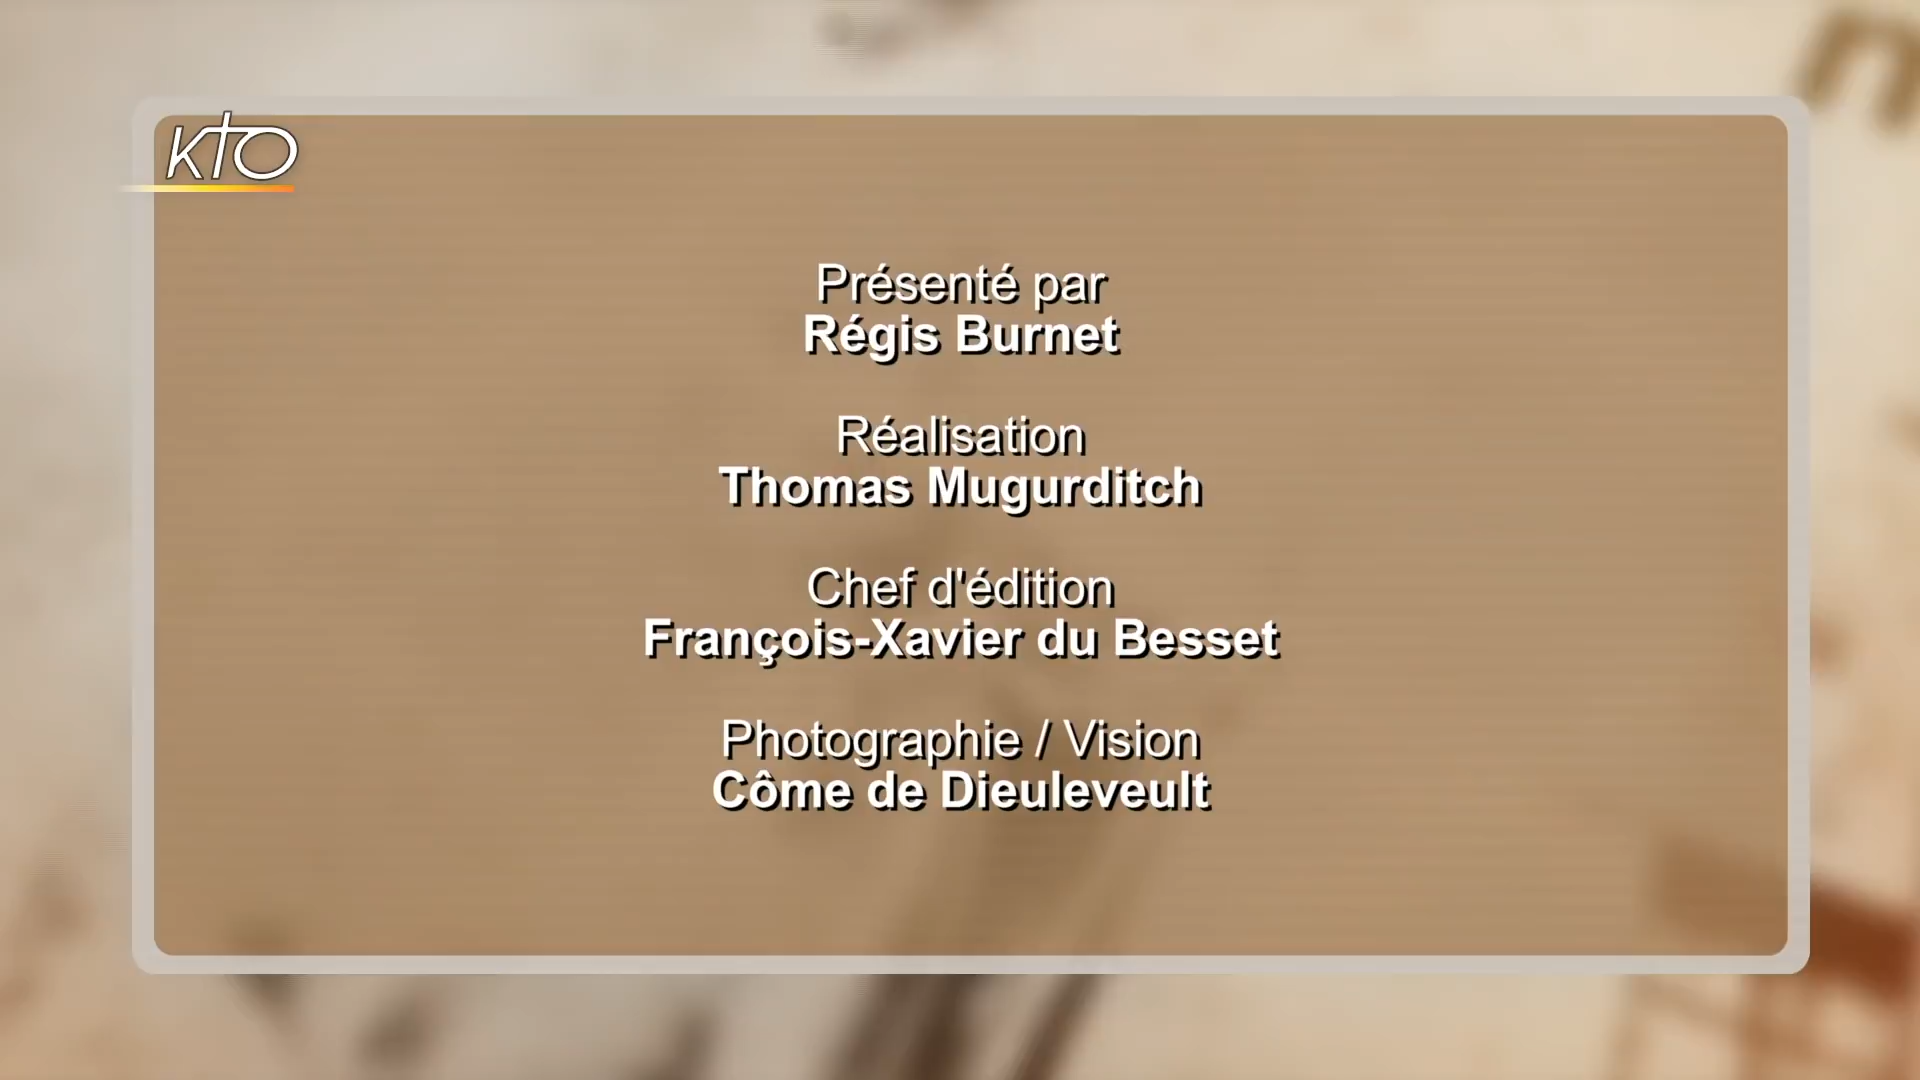 KTO
Présenté par
Régis Burnet
Réalisation
Thomas Mugurditch
Chef d'édition
François-Xavier du Besset
Photographie / Vision
Côme de Dieuleveult